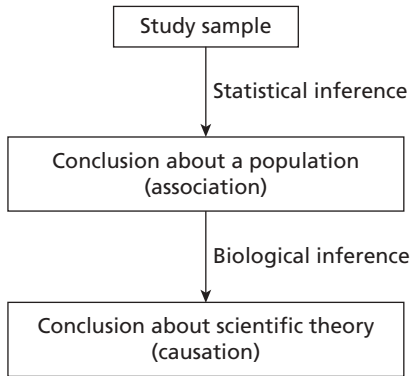 Study sample
Statistical inference
Conclusion about a population
(association)
Biological inference
Conclusion about scientific theory
(causation)